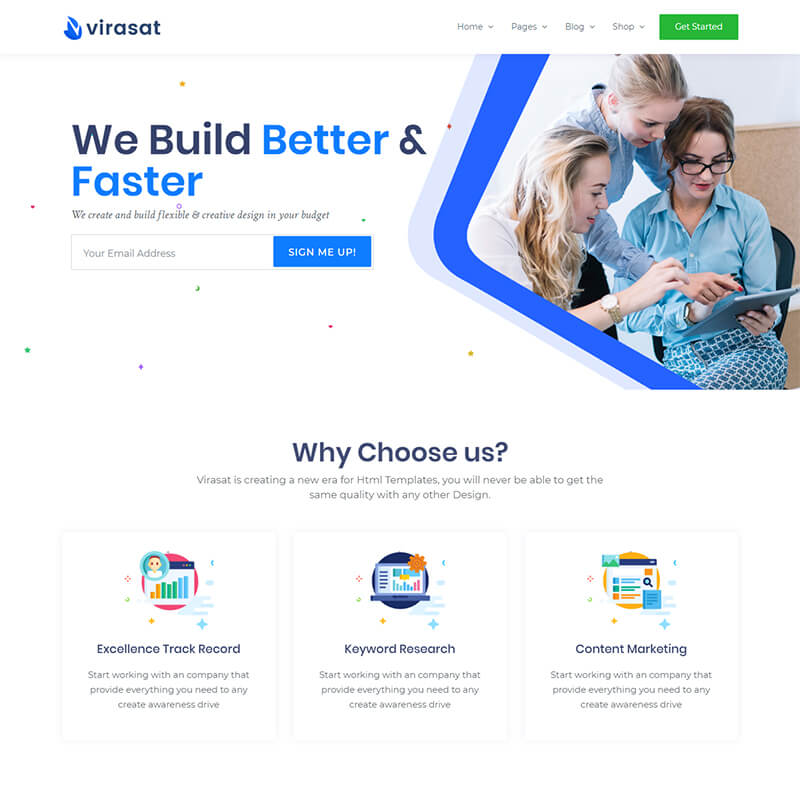 virasat
Home Pages Blog Shop Get Started
We Build Better &
Faster
We create and build flexible & creative design in your budget
Your Email Address SIGN ME UP!
Why Choose us?
Virasat is creating a new era for Html Templates, you will never be able to get the
same quality with any other Design.
Excellence Track Record
Start working with an company that
provide everything you need to any
create awareness drive
Keyword Research
Start working with an company that
provide everything you need to any
create awareness drive
Content Marketing
Start working with an company that
provide everything you need to any
create awareness drive